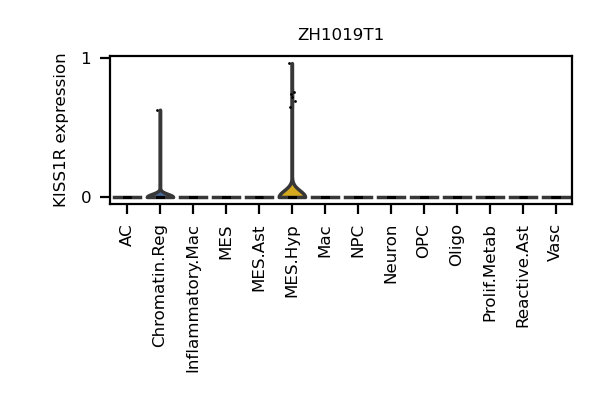 ZH1019T1
KISS1R expression
1
0
AC
Chromatin.Reg
Inflammatory.Mac
MES
MES.Ast
MES.Hyp
Mac
NPC
Neuron
OPC
Oligo
Prolif.Metab
Reactive.Ast
Vasc